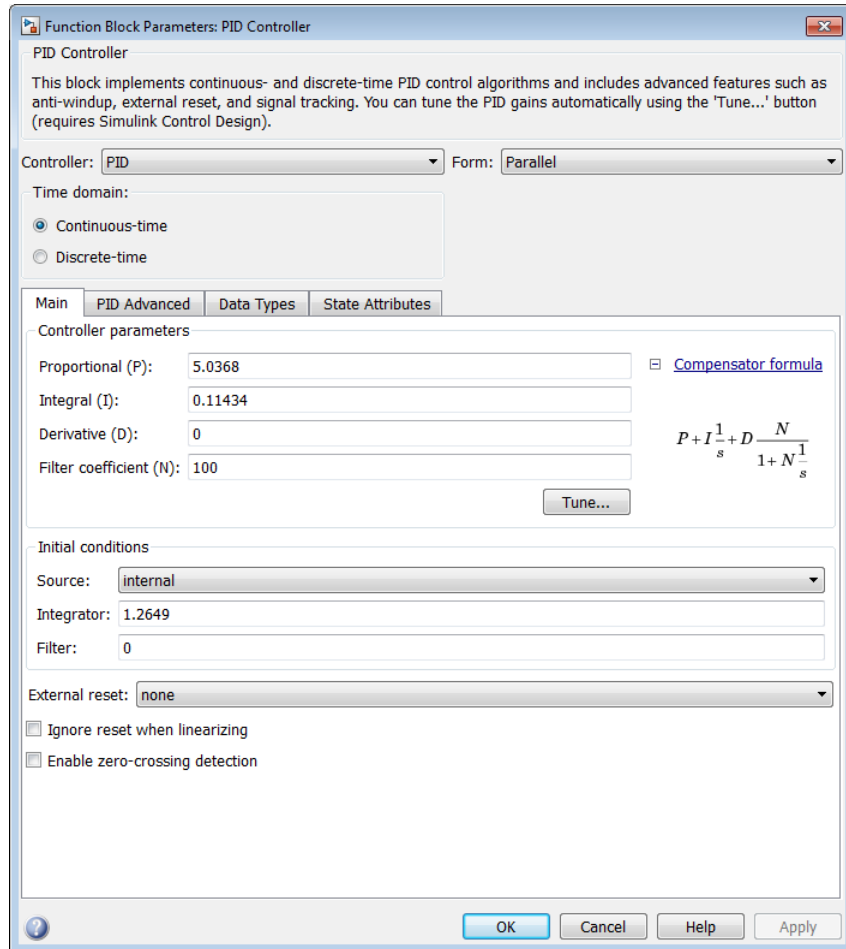 Function Block Parameters: PID Controller
PID Controller
This block implements continuous- and discrete-time PID control algorithms and includes advanced features such as
anti-windup, external reset, and signal tracking. You can tune the PID gains automatically using the 'Tune...' button
(requires Simulink Control Design).
Controller: PID Form: Parallel
Time domain:
Continuous-time
Discrete-time
Main PID Advanced Data Types State Attributes
Controller parameters
Proportional (P): 5.0368 Compensator formula
Integral (I): 0.11434
Derivative (D): 0
P + I 1/s + D N/(1 + N 1/s)
Filter coefficient (N): 100
Tune...
Initial conditions
Source: internal
Integrator: 1.2649
Filter: 0
External reset: none
Ignore reset when linearizing
Enable zero-crossing detection
? OK Cancel Help Apply